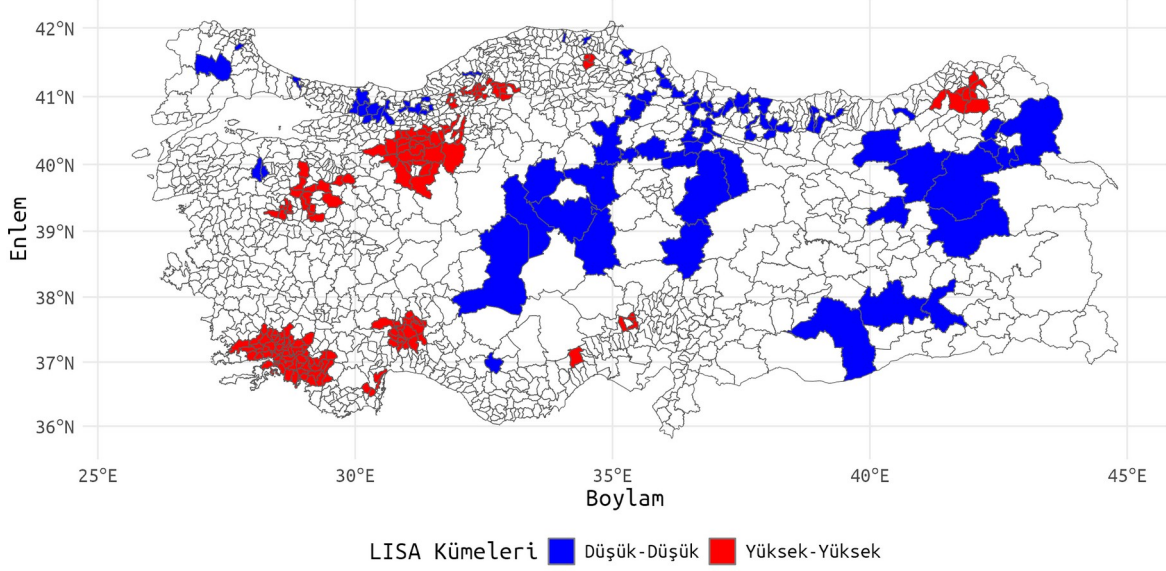 42°N
41°N
40°N
39°N
38°N
37°N
36°N
Enlem
25°E 30°E 35°E 40°E 45°E
Boylam
LISA Kümeleri Düşük-Düşük Yüksek-Yüksek